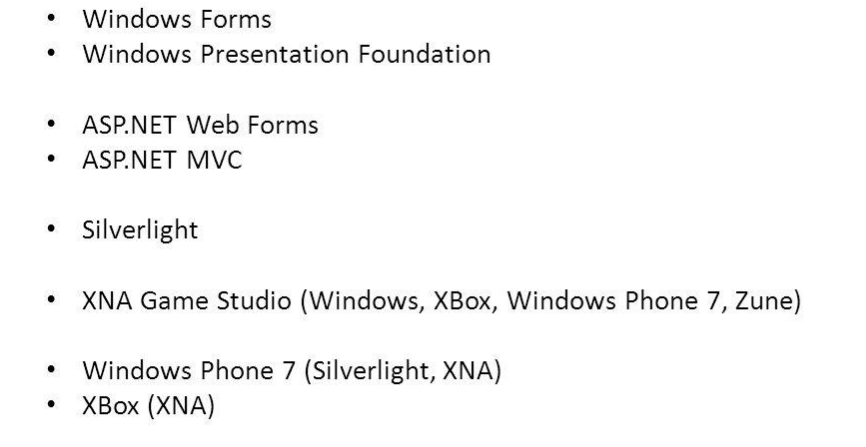 • Windows Forms
• Windows Presentation Foundation
• ASP.NET Web Forms
• ASP.NET MVC
• Silverlight
• XNA Game Studio (Windows, XBox, Windows Phone 7, Zune)
• Windows Phone 7 (Silverlight, XNA)
• XBox (XNA)